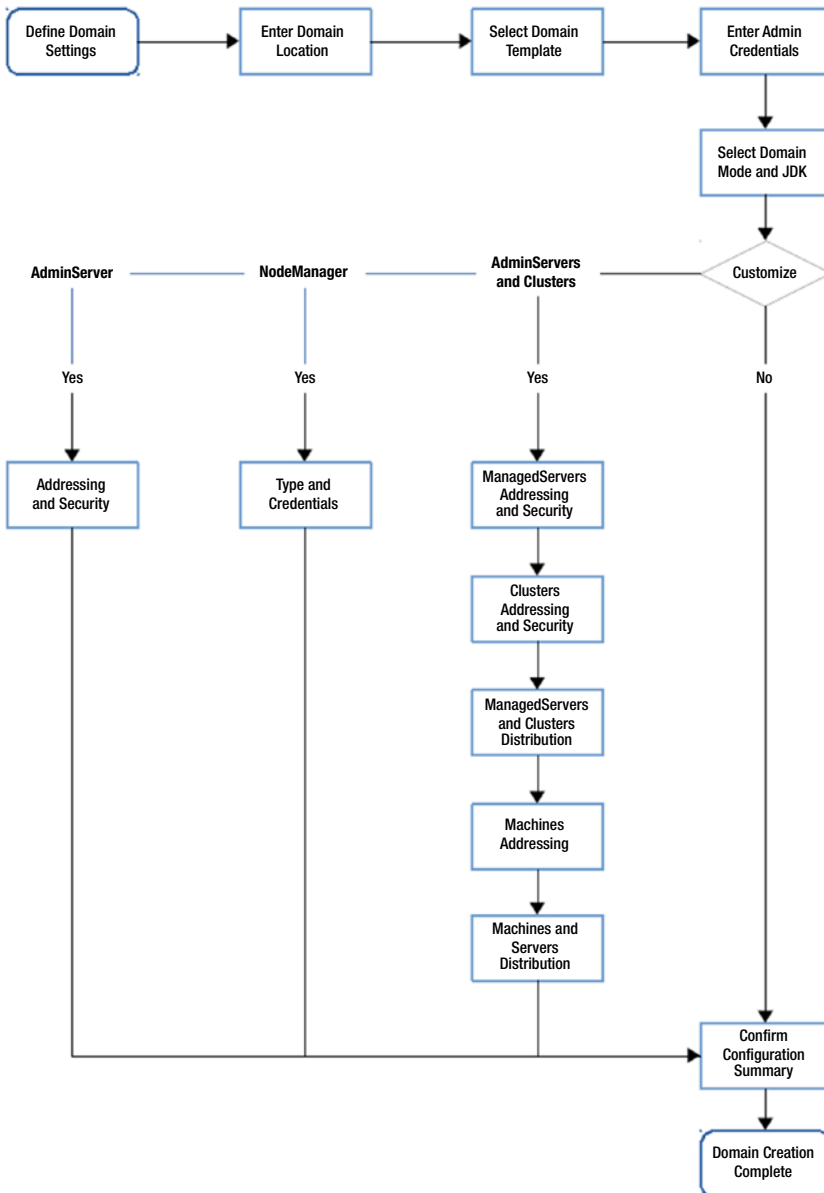 Define Domain
Settings
Enter Domain
Location
Select Domain
Template
Enter Admin
Credentials
Select Domain
Mode and JDK
Customize
AdminServer
NodeManager
AdminServers
and Clusters
Yes
Yes
Yes
No
Addressing
and Security
Type and
Credentials
ManagedServers
Addressing
and Security
Clusters
Addressing
and Security
ManagedServers
and Clusters
Distribution
Machines
Addressing
Machines and
Servers
Distribution
Confirm
Configuration
Summary
Domain Creation
Complete